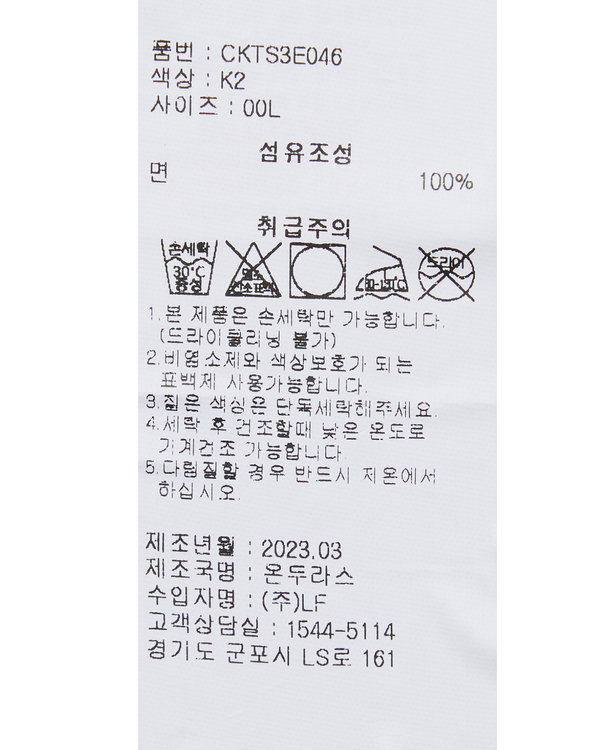 품번 : CKTS3E046
색상 : K2
사이즈 : 00L
섬유조성
면 100%
취급주의
손세탁
30°C
중성
드라이
1.본 제품은 손세탁만 가능합니다.
(드라이클리닝 불가)
2.비염소제와 색상보호가 되는
표백제 사용가능합니다.
3.짙은 색상은 단독세탁해주세요.
4.세탁 후 건조할때 낮은 온도로
기계건조 가능합니다.
5.다림질할 경우 반드시 저온에서
하십시오.
제조년월 : 2023.03
제조국명 : 온두라스
수입자명 : (주)LF
고객상담실 : 1544-5114
경기도 군포시 LS로 161